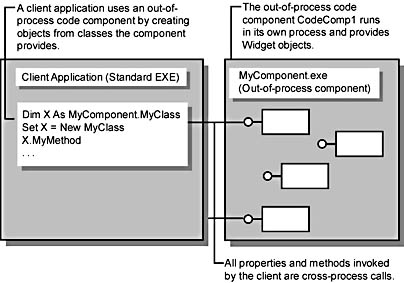 A client application uses an out-of-
process code component by creating
objects from classes the component
provides.
The out-of-process code
component CodeComp1 runs
in its own process and provides
Widget objects.
Client Application (Standard EXE)
Dim X As MyComponent.MyClass
Set X = New MyClass
X.MyMethod
. . .
MyComponent.exe
(Out-of-process component)
All properties and methods invoked
by the client are cross-process calls.